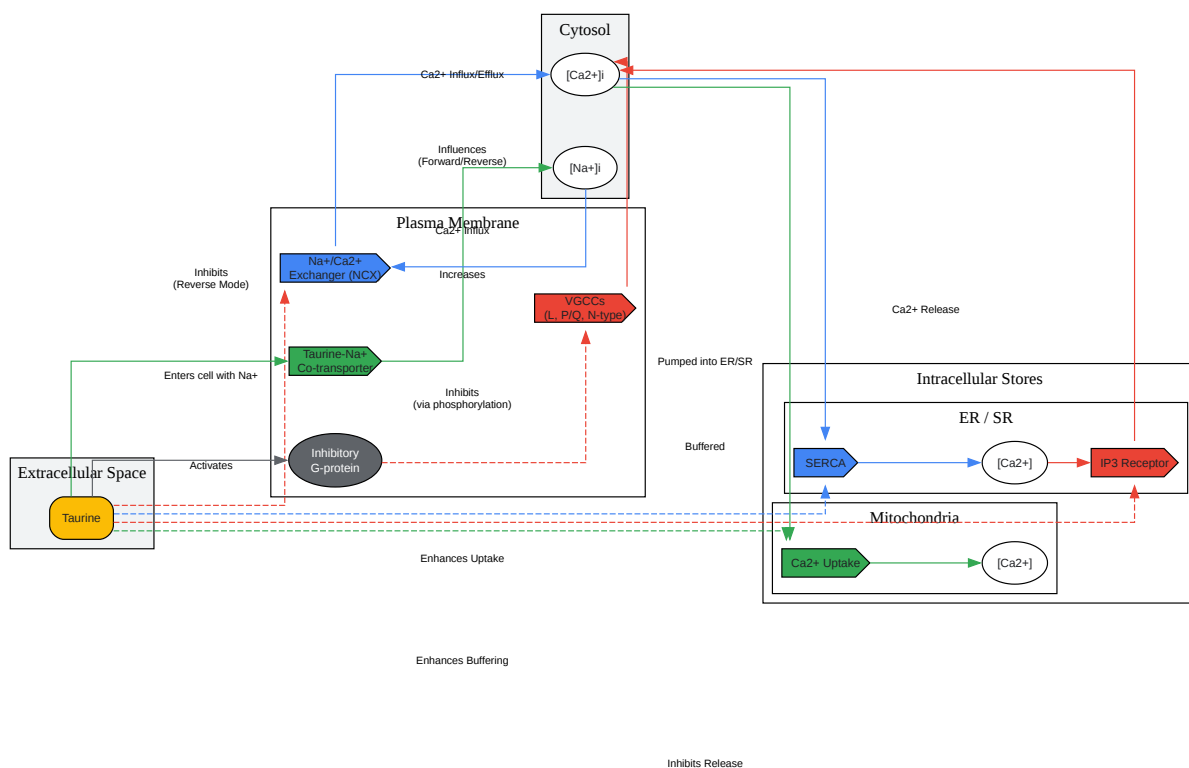 Cytosol
[Ca2+]i
Ca2+ Influx/Efflux
Influences
(Forward/Reverse)
[Na+]i
Plasma Membrane
Ca2+ Influx
Na+/Ca2+
Exchanger (NCX)
Increases
Inhibits
(Reverse Mode)
VGCCs
(L, P/Q, N-type)
Ca2+ Release
Taurine-Na+
Co-transporter
Enters cell with Na+
Pumped into ER/SR
Inhibits
(via phosphorylation)
Intracellular Stores
ER / SR
Buffered
Inhibitory
G-protein
Activates
Extracellular Space
Taurine
SERCA
[Ca2+]
IP3 Receptor
Mitochondria
Enhances Uptake
Ca2+ Uptake
[Ca2+]
Enhances Buffering
Inhibits Release